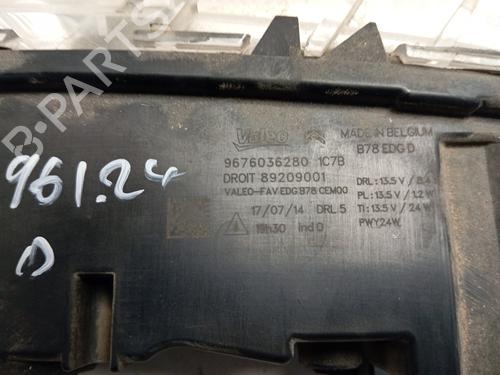 Valeo
MADE IN BELGIUM
B78 EDG D
9676036280 1C7B
DROIT 89209001
VALEO-FAV EDG B78 CEM00
17/07/14 DRL 5
19h30 Ind 0
DRL : 13.5 V / 8.4
PL : 13.5 V / 1.2 W
TI : 13.5 V / 24 W
PWY24W
961.24
D